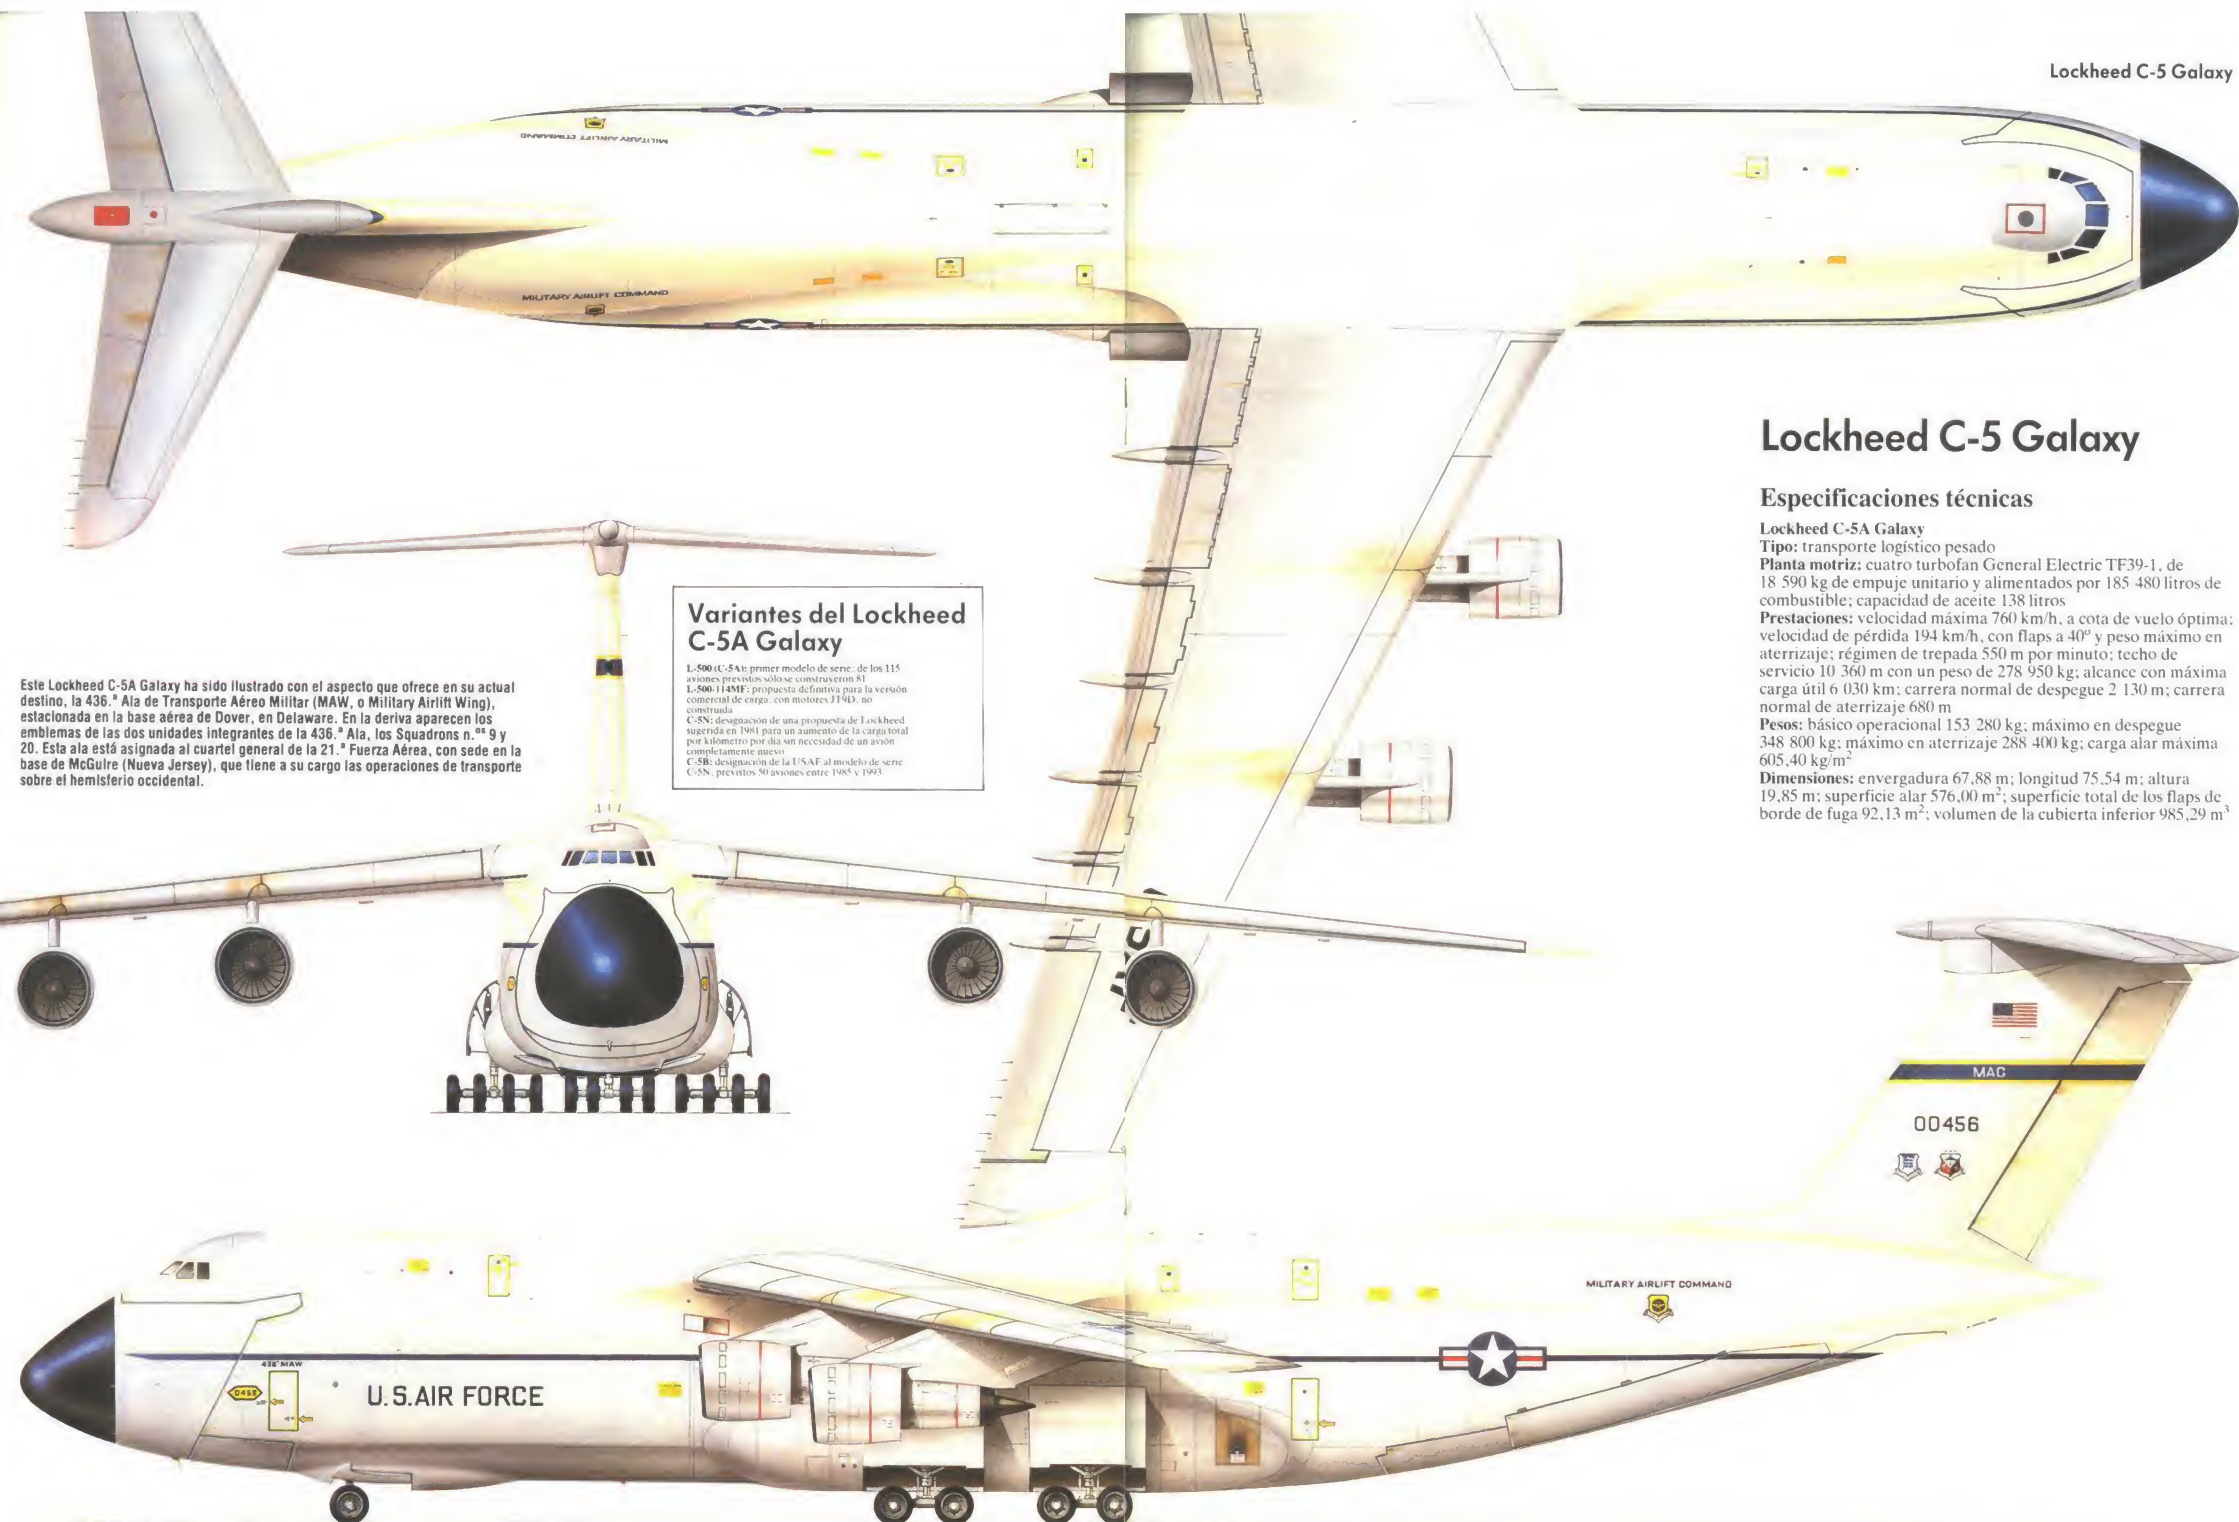 Lockheed C-5 Galaxy
MILITARY AIRLIFT COMMAND
MILITARY AIRLIFT COMMAND
Lockheed C-5 Galaxy
Especificaciones técnicas
Lockheed C-5A Galaxy
Tipo: transporte logístico pesado
Planta motriz: cuatro turbofan General Electric TF39-1, de
18 590 kg de empuje unitario y alimentados por 185 480 litros de
combustible; capacidad de aceite 138 litros
Prestaciones: velocidad máxima 760 km/h, a cota de vuelo óptima;
velocidad de pérdida 194 km/h, con flaps a 40º y peso máximo en
aterrizaje; régimen de trepada 550 m por minuto; techo de
servicio 10 360 m con un peso de 278 950 kg; alcance con máxima
carga útil 6 030 km; carrera normal de despegue 2 130 m; carrera
normal de aterrizaje 680 m
Pesos: básico operacional 153 280 kg; máximo en despegue
348 800 kg; máximo en aterrizaje 288 400 kg; carga alar máxima
605,40 kg/m²
Dimensiones: envergadura 67,88 m; longitud 75,54 m; altura
19,85 m; superficie alar 576,00 m²; superficie total de los flaps de
borde de fuga 92,13 m²; volumen de la cubierta inferior 985,29 m³
Variantes del Lockheed
C-5A Galaxy
L-500 (C-5A): primer modelo de serie; de los 115
aviones previstos sólo se construyeron 81
L-500-114MF: propuesta definitiva para la versión
comercial de carga, con motores JT9D; no
construida
C-5N: designación de una propuesta de Lockheed
sugerida en 1981 para un aumento de la carga total
por kilómetro por día sin necesidad de un avión
completamente nuevo
C-5B: designación de la USAF al modelo de serie
C-5N; previstos 50 aviones entre 1985 y 1993
Este Lockheed C-5A Galaxy ha sido ilustrado con el aspecto que ofrece en su actual
destino, la 436.ª Ala de Transporte Aéreo Militar (MAW, o Military Airlift Wing),
estacionada en la base aérea de Dover, en Delaware. En la deriva aparecen los
emblemas de las dos unidades integrantes de la 436.ª Ala, los Squadrons n.ºˢ 9 y
20. Esta ala está asignada al cuartel general de la 21.ª Fuerza Aérea, con sede en la
base de McGuire (Nueva Jersey), que tiene a su cargo las operaciones de transporte
sobre el hemisferio occidental.
MAC
00456
MILITARY AIRLIFT COMMAND
MAW
U.S. AIR FORCE